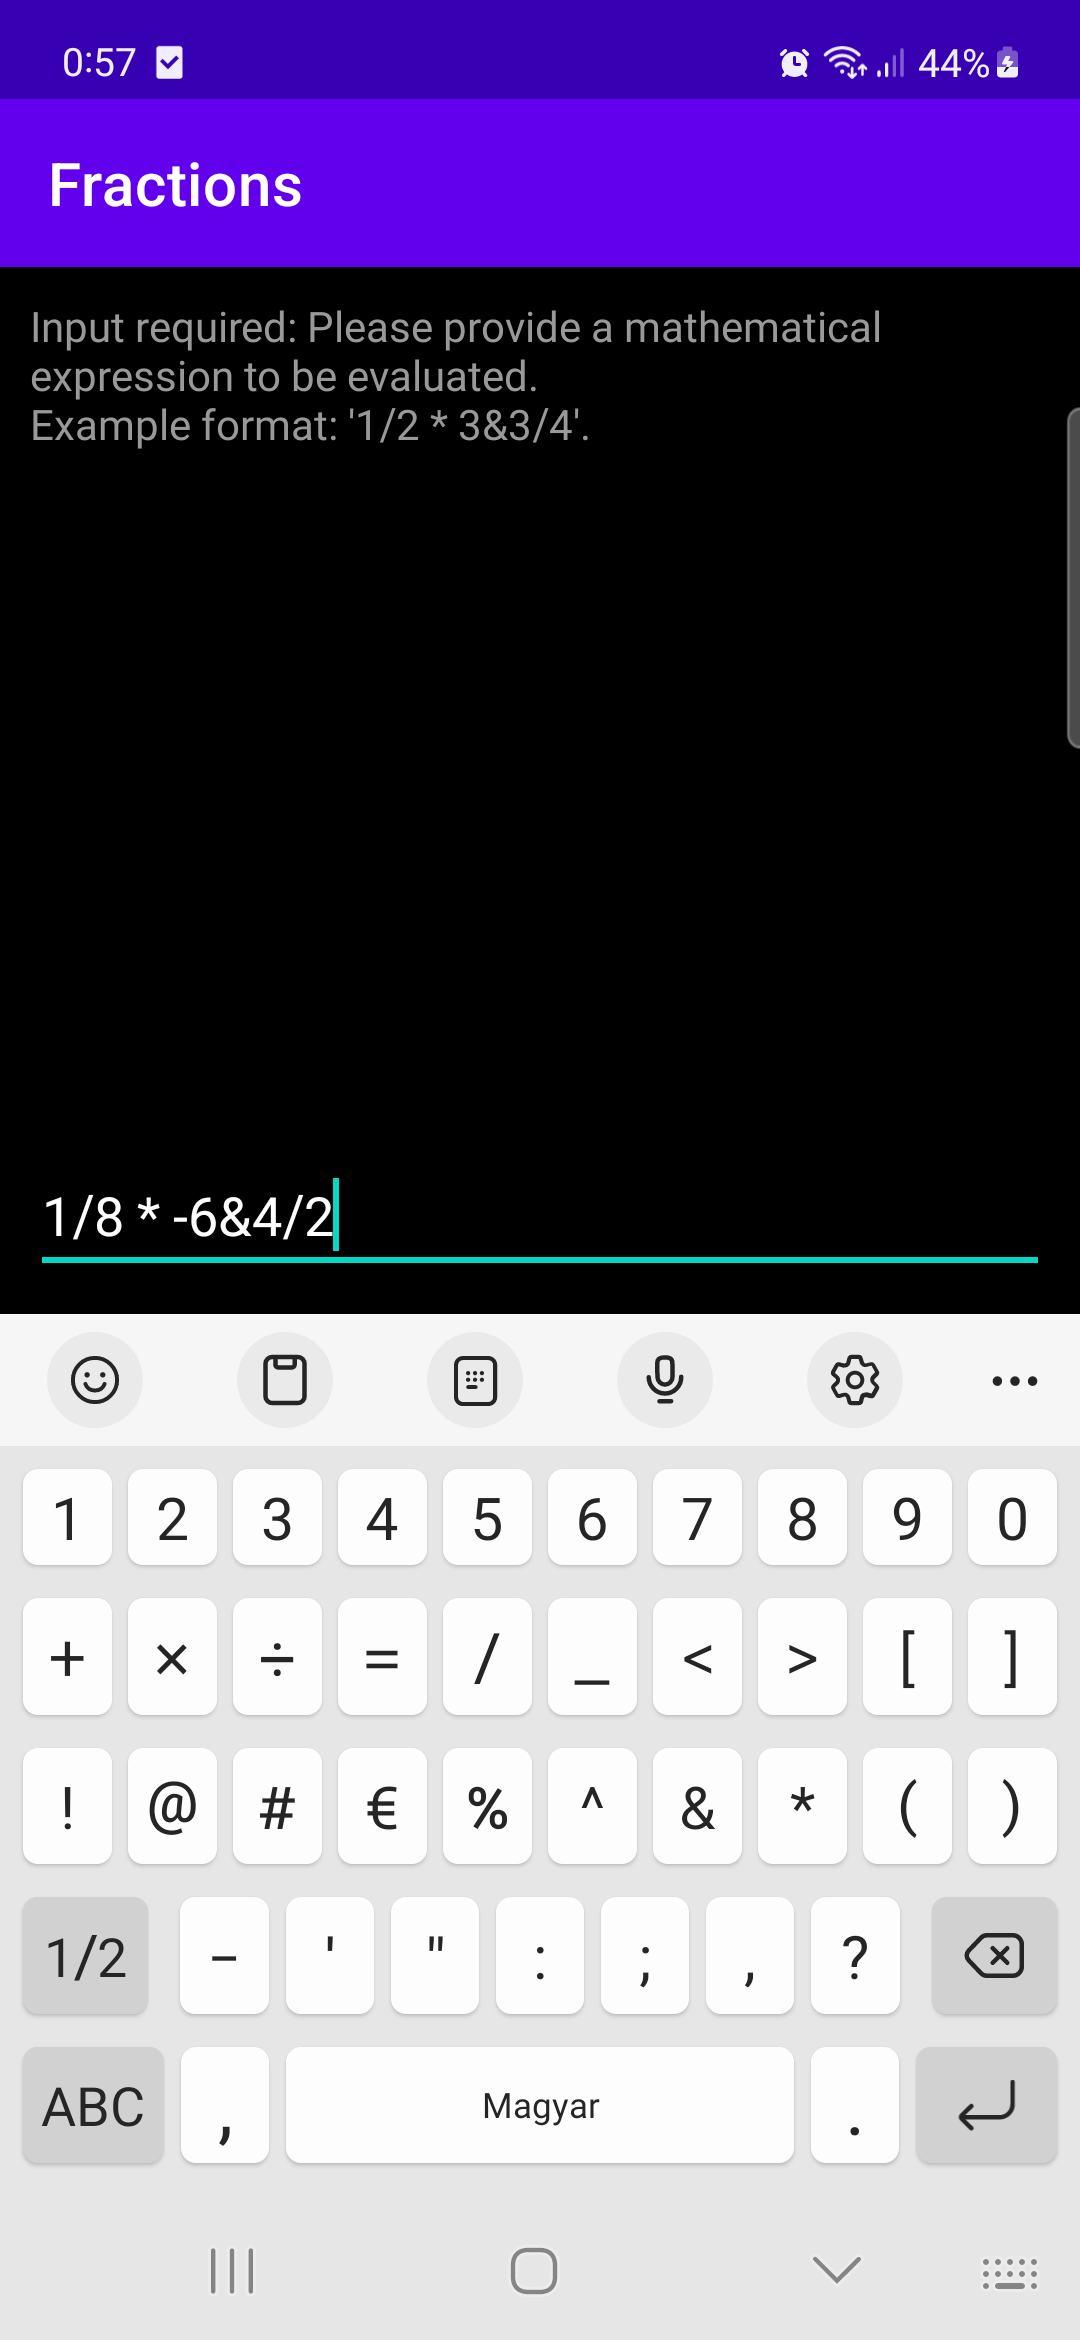 0:57
44%
Fractions
Input required: Please provide a mathematical
expression to be evaluated.
Example format: '1/2 * 3&3/4'.
1/8 * -6&4/2
1 2 3 4 5 6 7 8 9 0
+ × ÷ = / _ < > [ ]
! @ # € % ^ & * ( )
1/2 - ' " : ; , ?
ABC , Magyar .